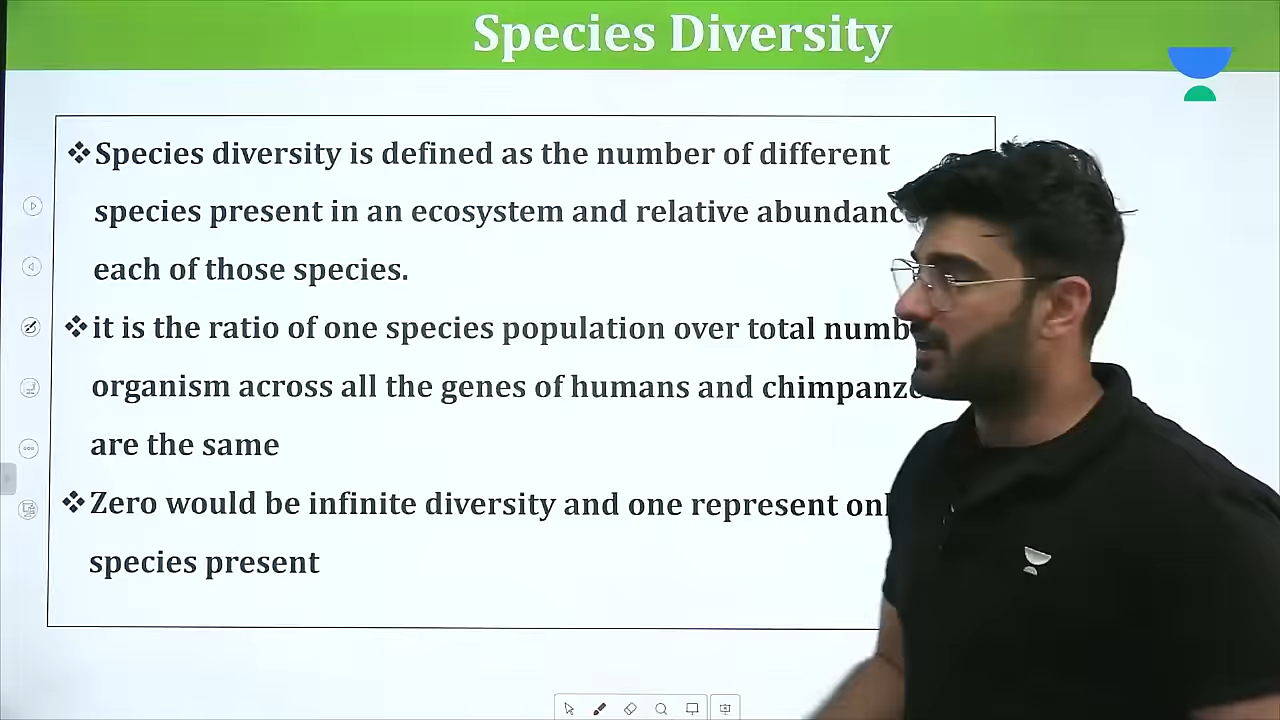 Species Diversity
❖Species diversity is defined as the number of different
species present in an ecosystem and relative
each of those species.
❖it is the ratio of one species population over total
organism across all the genes of humans and
are the same
❖Zero would be infinite diversity and one represent
species present